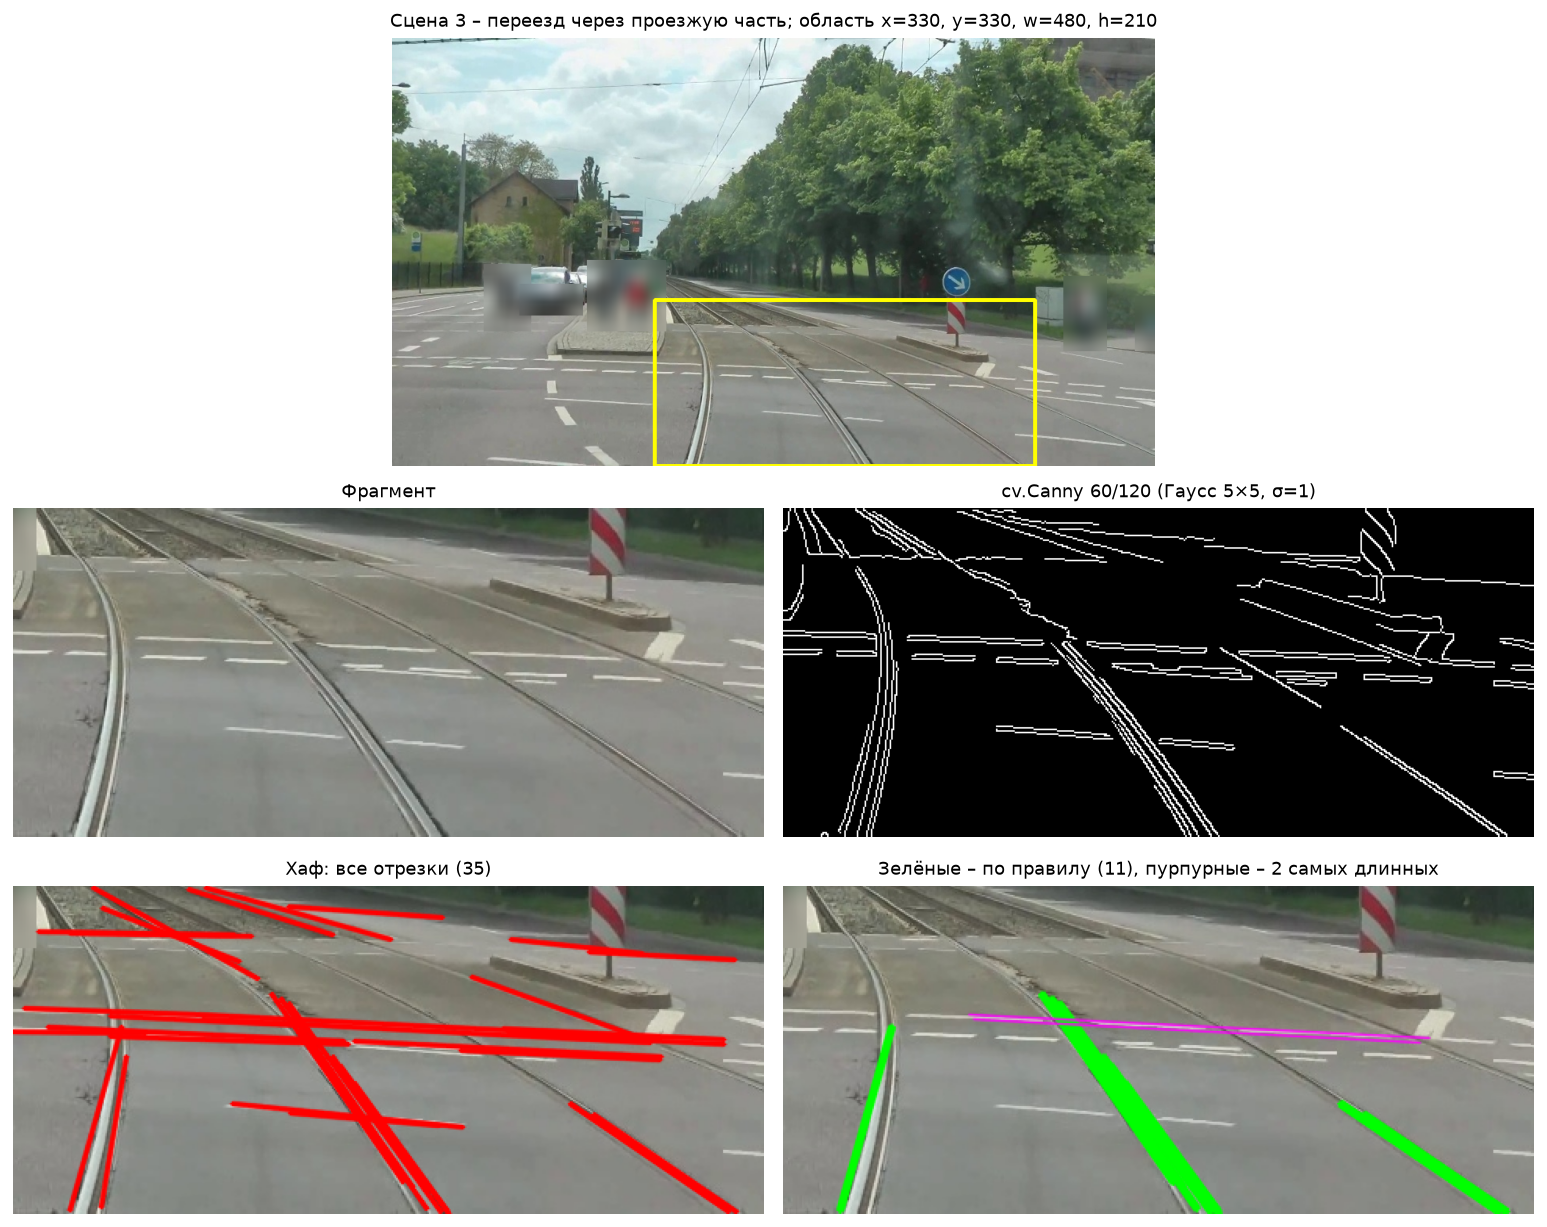 Сцена 3 – переезд через проезжую часть; область x=330, y=330, w=480, h=210
Фрагмент
cv.Canny 60/120 (Гаусс 5×5, σ=1)
Хаф: все отрезки (35)
Зелёные – по правилу (11), пурпурные – 2 самых длинных